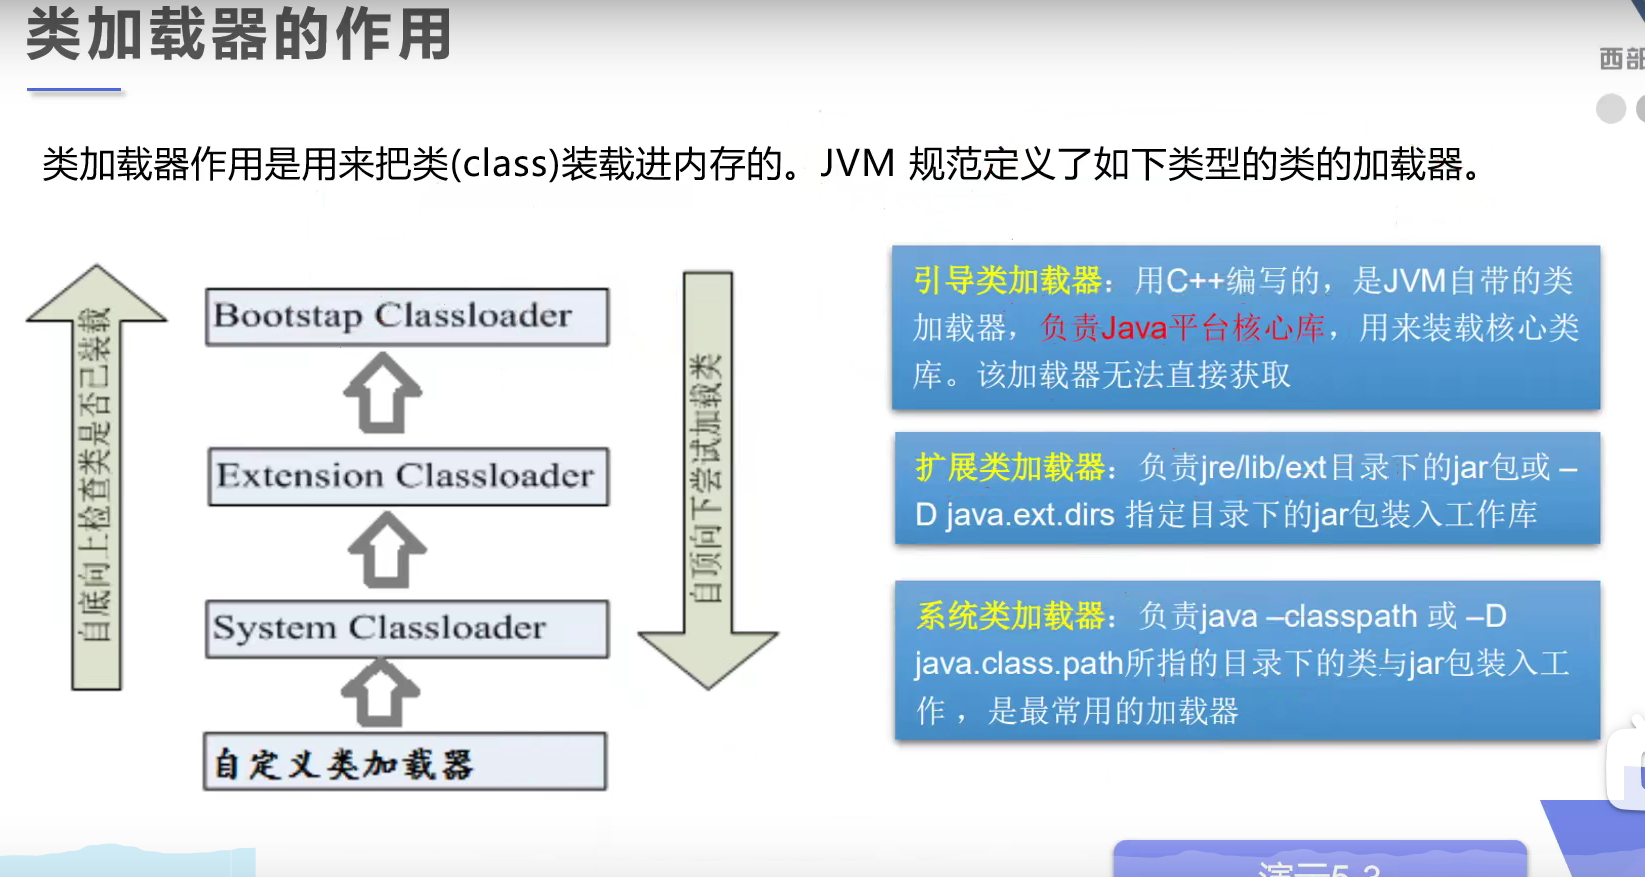 类加载器的作用
西部
类加载器作用是用来把类(class)装载进内存的。JVM 规范定义了如下类型的类的加载器。
自底向上检查类是否已装载
Bootstap Classloader
Extension Classloader
System Classloader
自定义类加载器
自顶向下尝试加载类
引导类加载器：用C++编写的，是JVM自带的类
加载器，负责Java平台核心库，用来装载核心类
库。该加载器无法直接获取
扩展类加载器：负责jre/lib/ext目录下的jar包或 –
D java.ext.dirs 指定目录下的jar包装入工作库
系统类加载器：负责java –classpath 或 –D
java.class.path所指的目录下的类与jar包装入工
作 ，是最常用的加载器